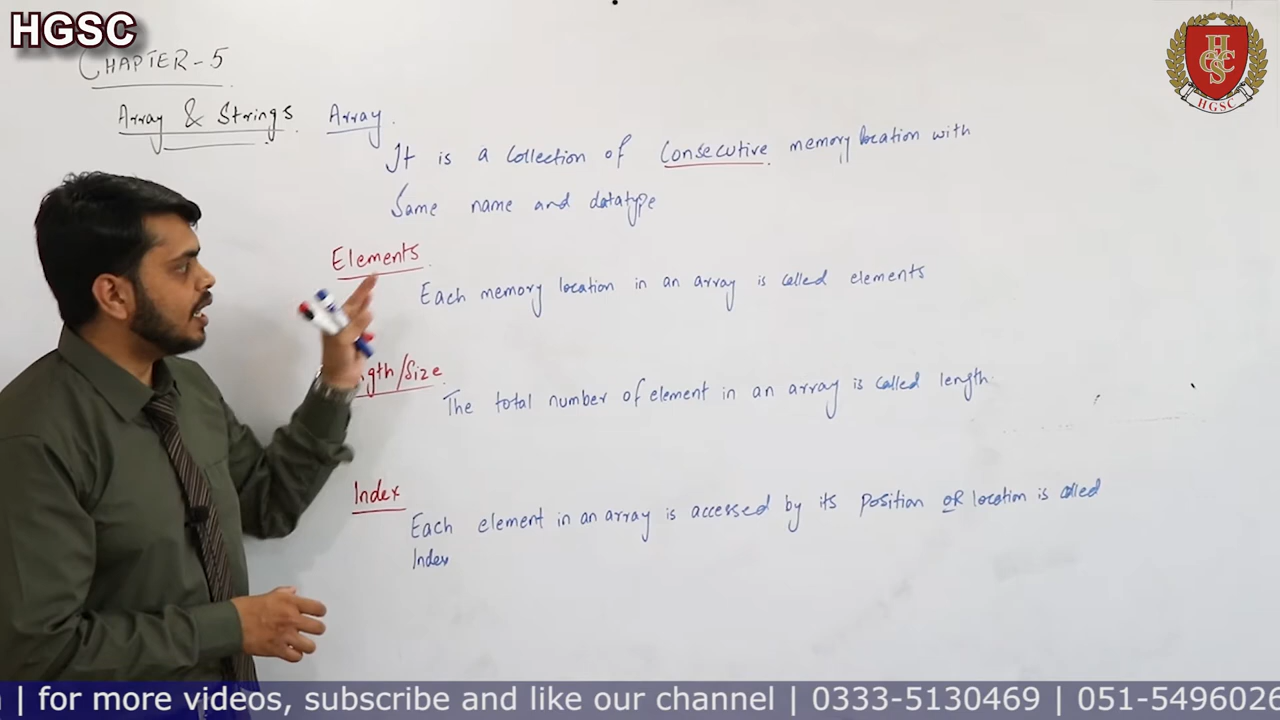 HGSC
CHAPTER-5
Array & Strings
Array.
It is a collection of Consecutive memory location with
Same name and datatype
Elements
Each memory location in an array is called elements
ngth/Size
The total number of element in an array is called length.
Index
Each element in an array is accessed by its Position OR location is called
Index
HGSC
HGSC
| for more videos, subscribe and like our channel | 0333-5130469 | 051-5496026